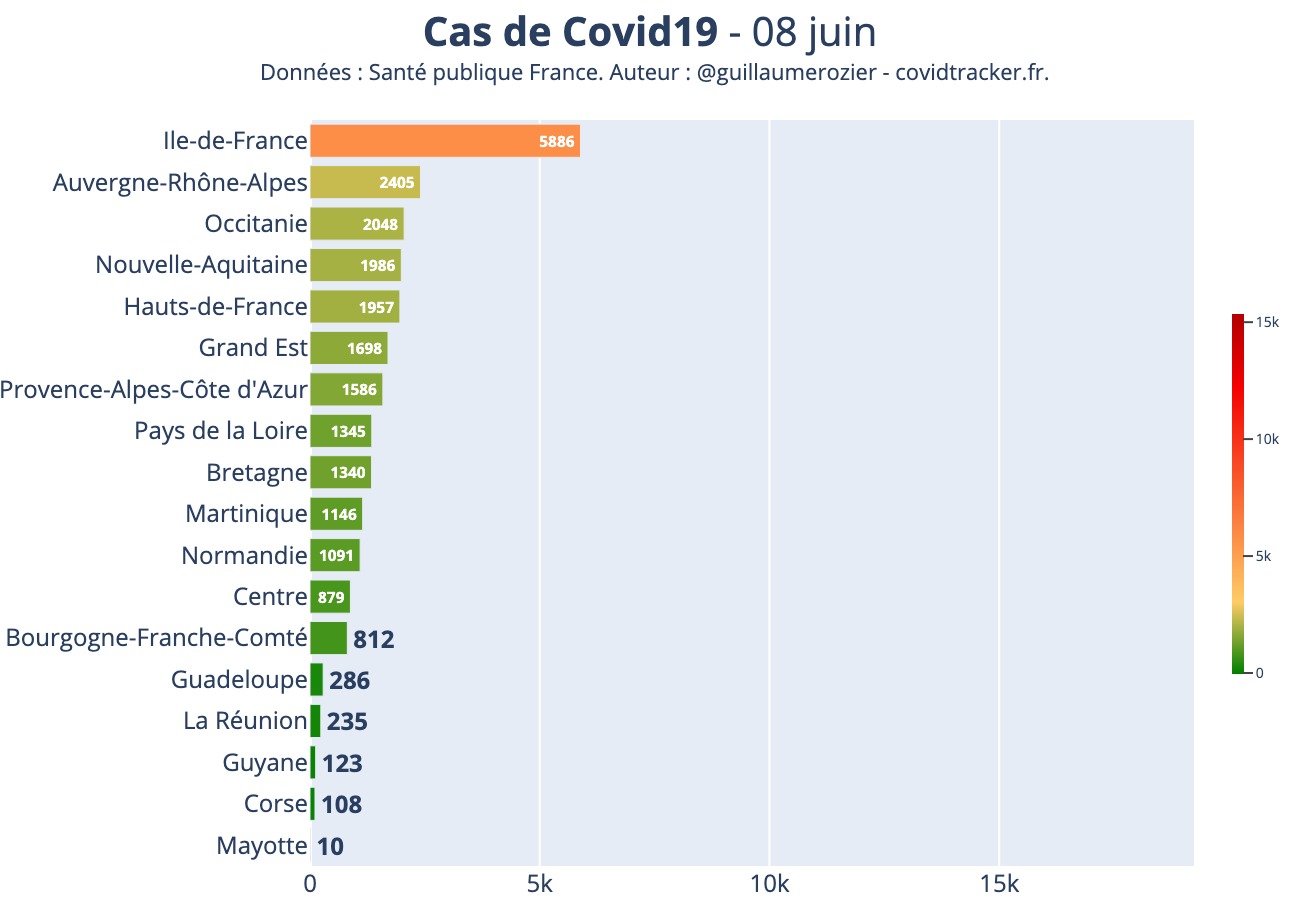 Cas de Covid19 - 08 juin
Données : Santé publique France. Auteur : @guillaumerozier - covidtracker.fr.
Ile-de-France 5886
Auvergne-Rhône-Alpes 2405
Occitanie 2048
Nouvelle-Aquitaine 1986
Hauts-de-France 1957
Grand Est 1698
Provence-Alpes-Côte d'Azur 1586
Pays de la Loire 1345
Bretagne 1340
Martinique 1146
Normandie 1091
Centre 879
Bourgogne-Franche-Comté 812
Guadeloupe 286
La Réunion 235
Guyane 123
Corse 108
Mayotte 10
0 5k 10k 15k
15k
10k
5k
0